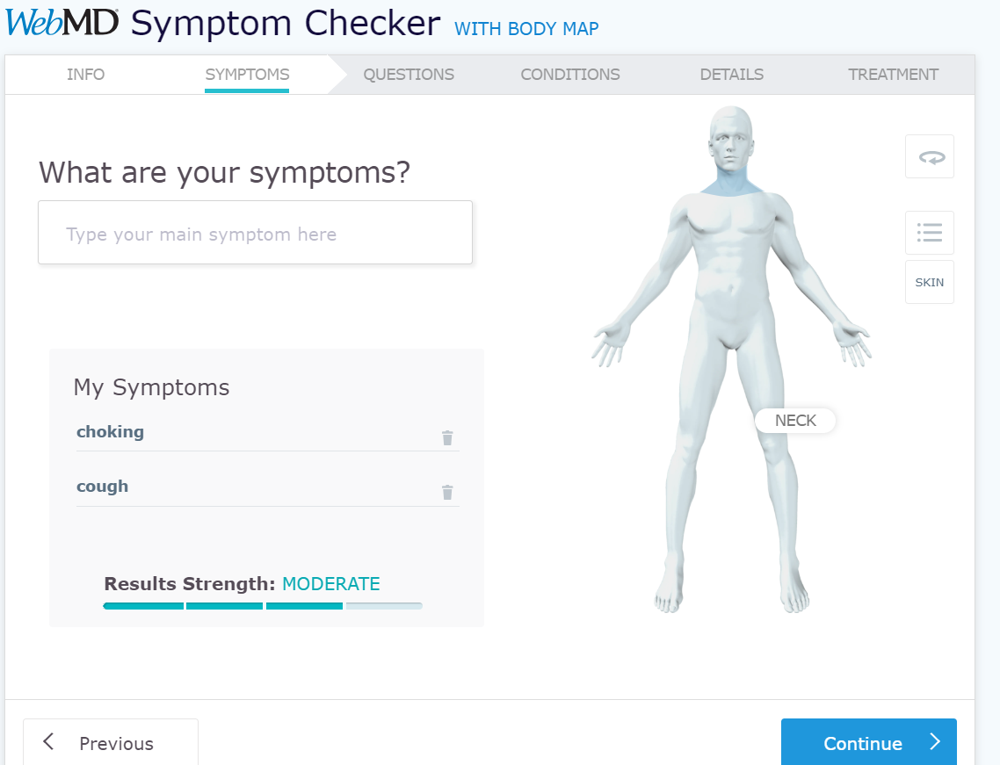 WebMD Symptom Checker WITH BODY MAP
INFO SYMPTOMS QUESTIONS CONDITIONS DETAILS TREATMENT
What are your symptoms?
Type your main symptom here
SKIN
My Symptoms
choking
NECK
cough
Results Strength: MODERATE
Previous Continue